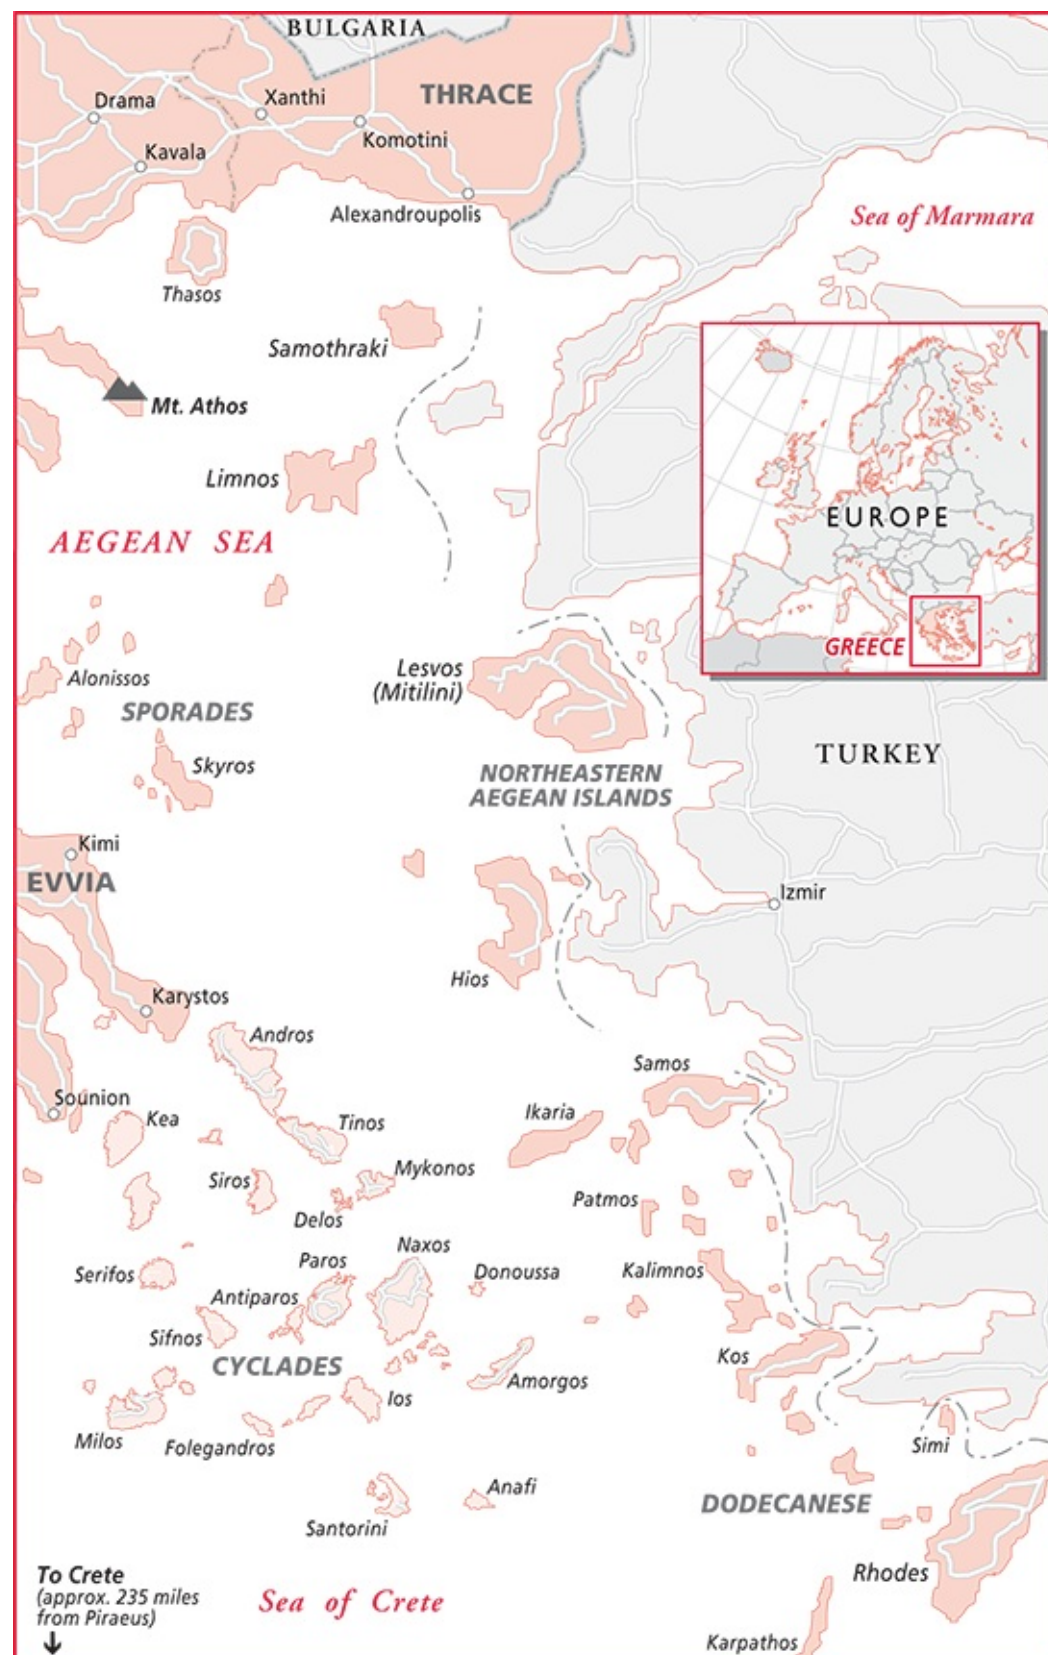 BULGARIA
THRACE
Drama
Xanthi
Komotini
Kavala
Alexandroupolis
Sea of Marmara
Thasos
Samothraki
Mt. Athos
Limnos
EUROPE
GREECE
AEGEAN SEA
Alonissos
SPORADES
Lesvos
(Mitilini)
Skyros
NORTHEASTERN
AEGEAN ISLANDS
TURKEY
Kimi
EVVIA
Izmir
Hios
Karystos
Andros
Samos
Sounion
Kea
Tinos
Ikaria
Mykonos
Siros
Delos
Patmos
Naxos
Paros
Serifos
Donoussa
Kalimnos
Antiparos
Sifnos
CYCLADES
Kos
Amorgos
Ios
Milos
Folegandros
Simi
Anafi
Santorini
DODECANESE
Rhodes
To Crete
(approx. 235 miles
from Piraeus)
Sea of Crete
Karpathos